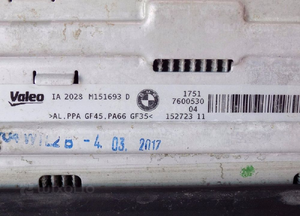 Valeo IA 2028 M151693 D 1751
7600530
04
>AL.PPA GF45.PA66 GF35< 152723 11
- 4. 03. 2017